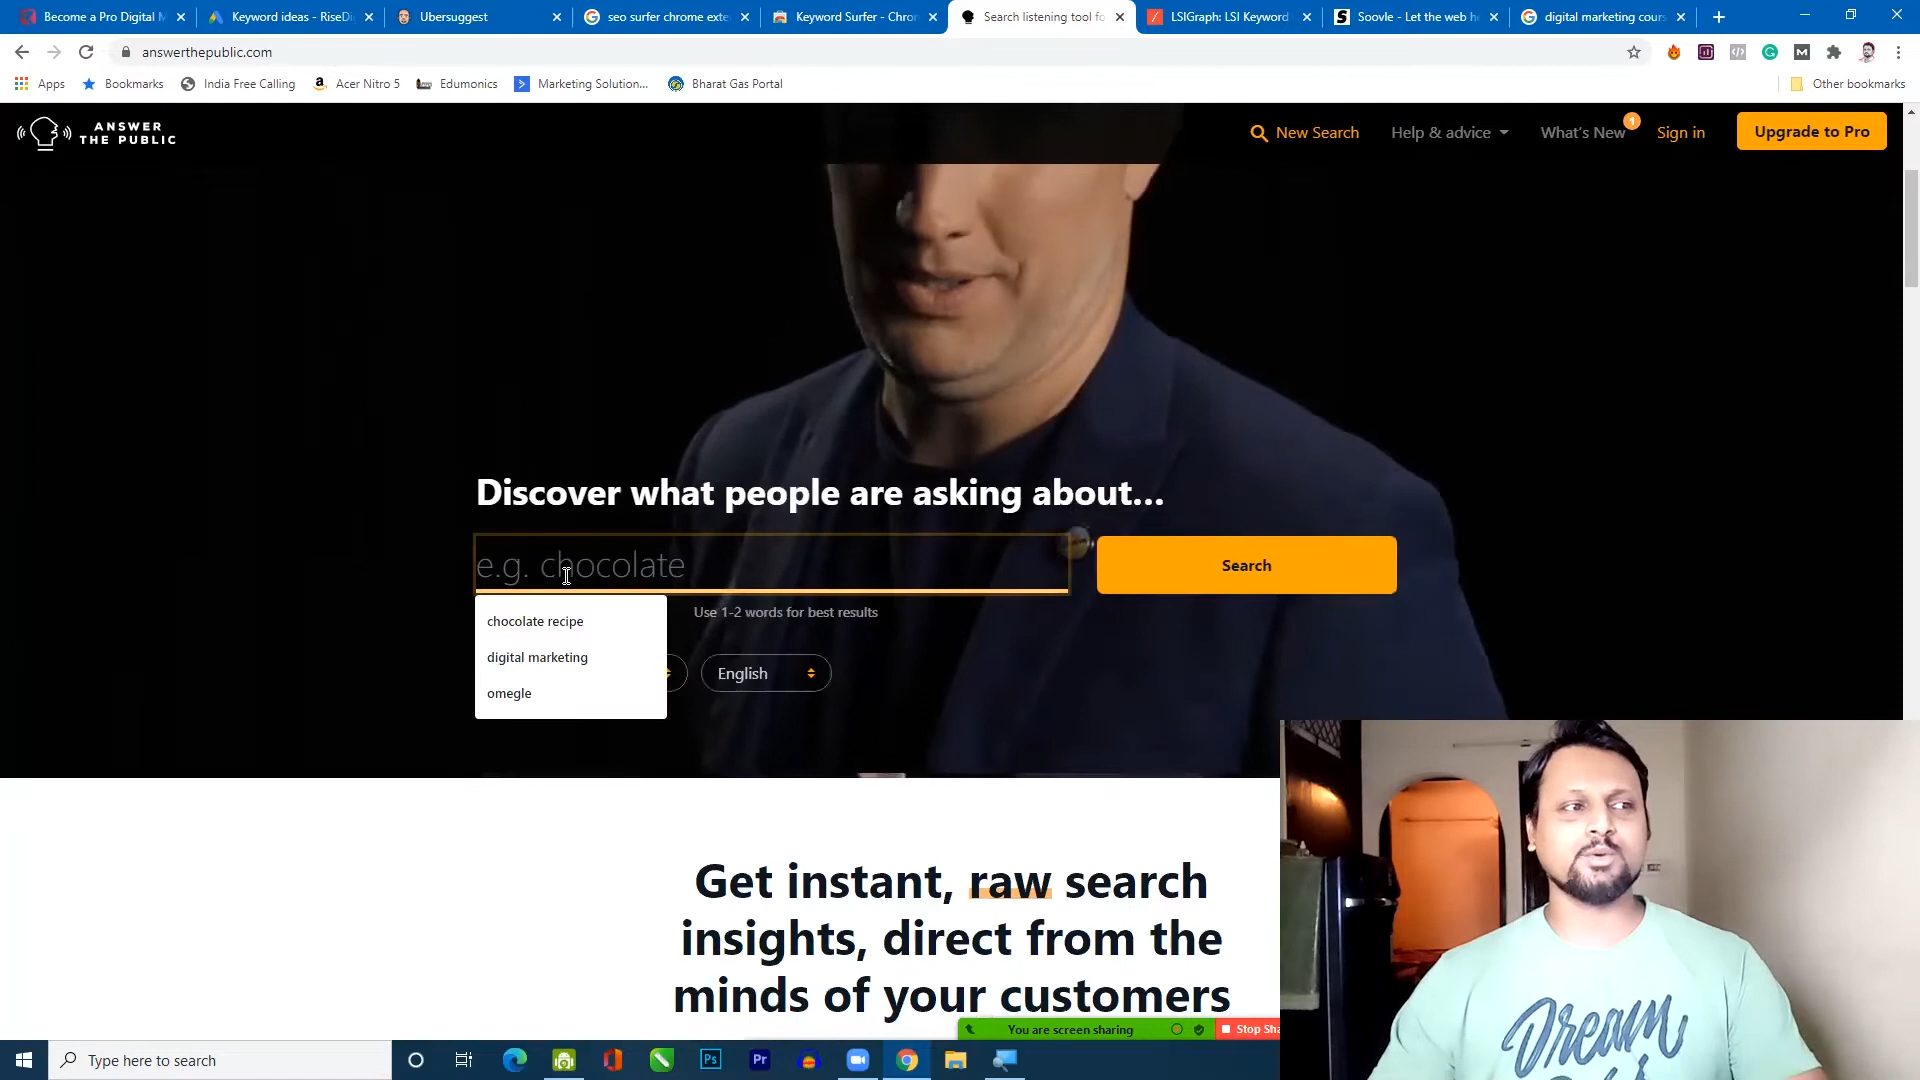 Become a Pro Digital M
Keyword ideas - RiseDi
Ubersuggest
seo surfer chrome exte
Keyword Surfer - Chron
Search listening tool fo
LSIGraph: LSI Keyword
Soovle - Let the web he
digital marketing cours
answerthepublic.com
Apps
Bookmarks
India Free Calling
Acer Nitro 5
Edumonics
Marketing Solution...
Bharat Gas Portal
Other bookmarks
ANSWER
THE PUBLIC
New Search
Help & advice
What's New
1
Sign in
Upgrade to Pro
Discover what people are asking about...
e.g. chocolate
Search
Use 1-2 words for best results
chocolate recipe
digital marketing
omegle
English
Get instant, raw search
insights, direct from the
minds of your customers
You are screen sharing
Stop Sha
Type here to search
Ps
Pr
Dream